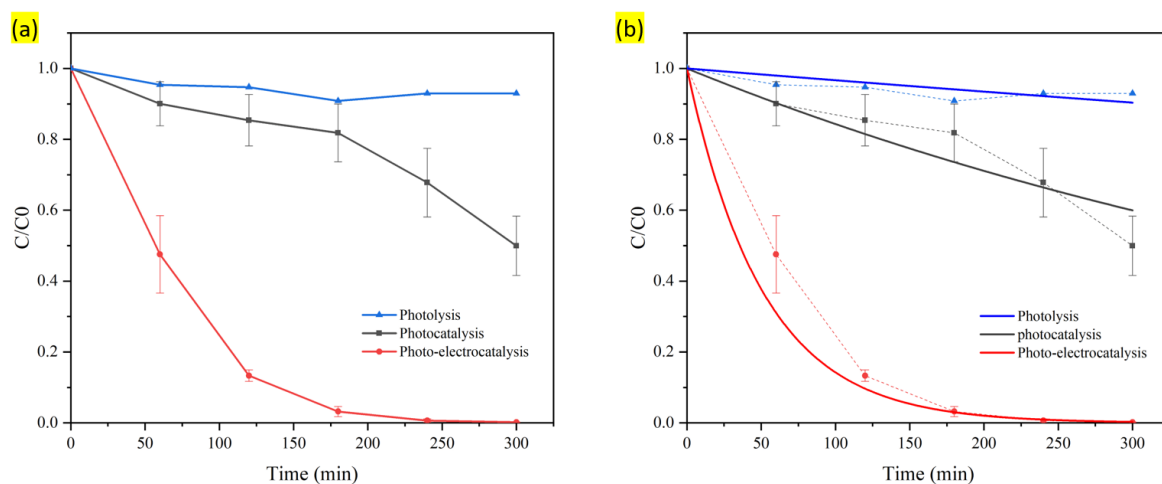 (a)
1.0
0.8
0.6
0.4
0.2
0.0
C/C0
Photolysis
Photocatalysis
Photo-electrocatalysis
0 50 100 150 200 250 300
Time (min)
(b)
1.0
0.8
0.6
0.4
0.2
0.0
C/C0
Photolysis
photocatalysis
Photo-electrocatalysis
0 50 100 150 200 250 300
Time (min)